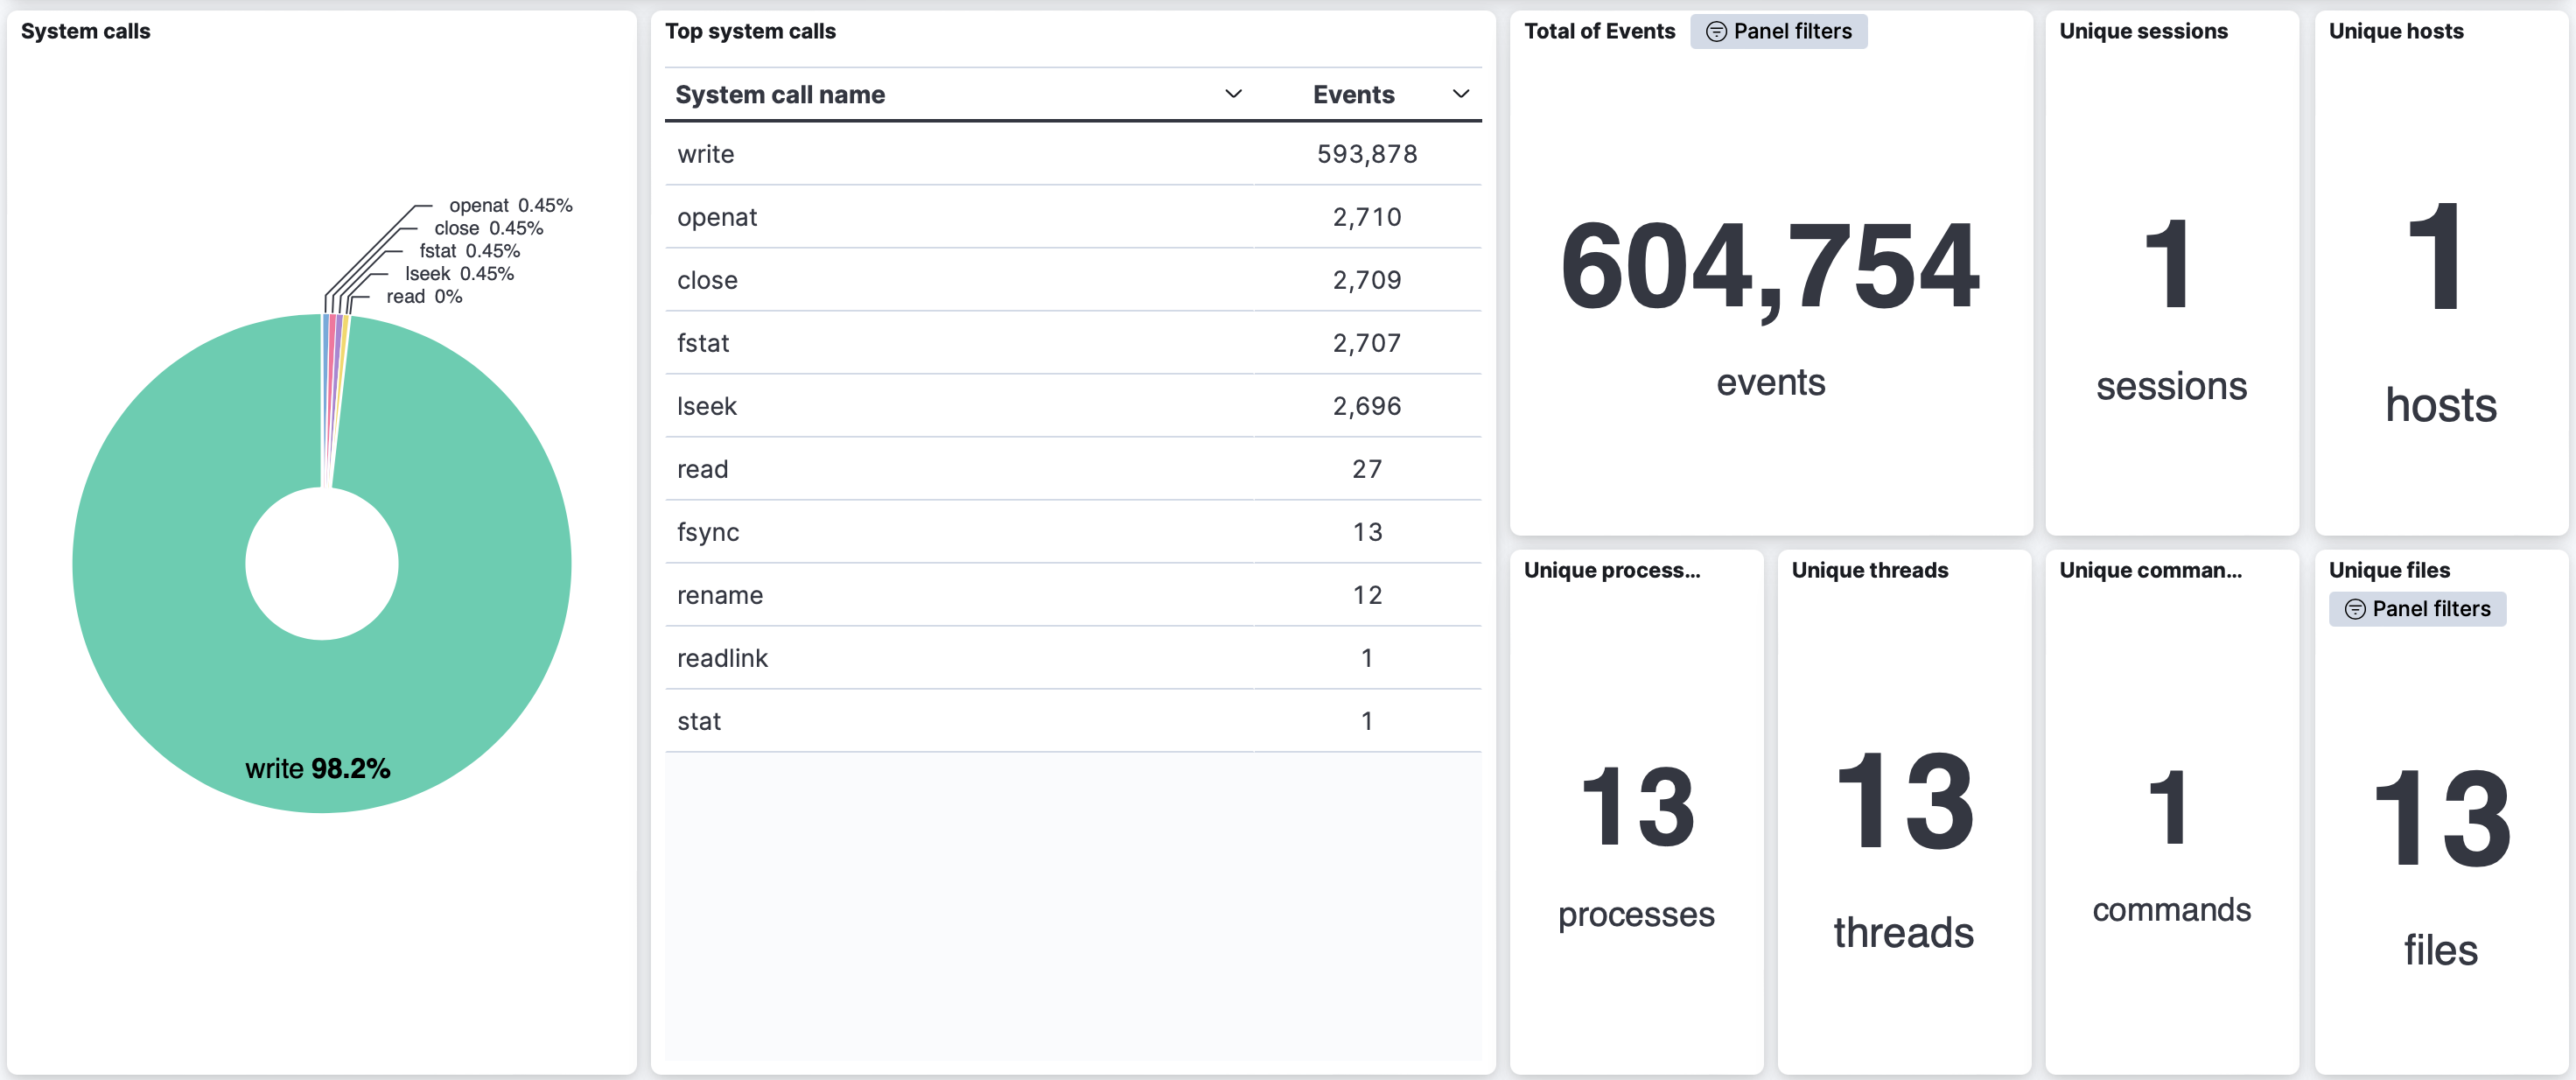 System calls
openat 0.45%
close 0.45%
fstat 0.45%
lseek 0.45%
read 0%
write 98.2%
Top system calls
System call name Events
write 593,878
openat 2,710
close 2,709
fstat 2,707
lseek 2,696
read 27
fsync 13
rename 12
readlink 1
stat 1
Total of Events Panel filters
604,754
events
Unique sessions
1
sessions
Unique hosts
1
hosts
Unique process...
13
processes
Unique threads
13
threads
Unique comman...
1
commands
Unique files
Panel filters
13
files